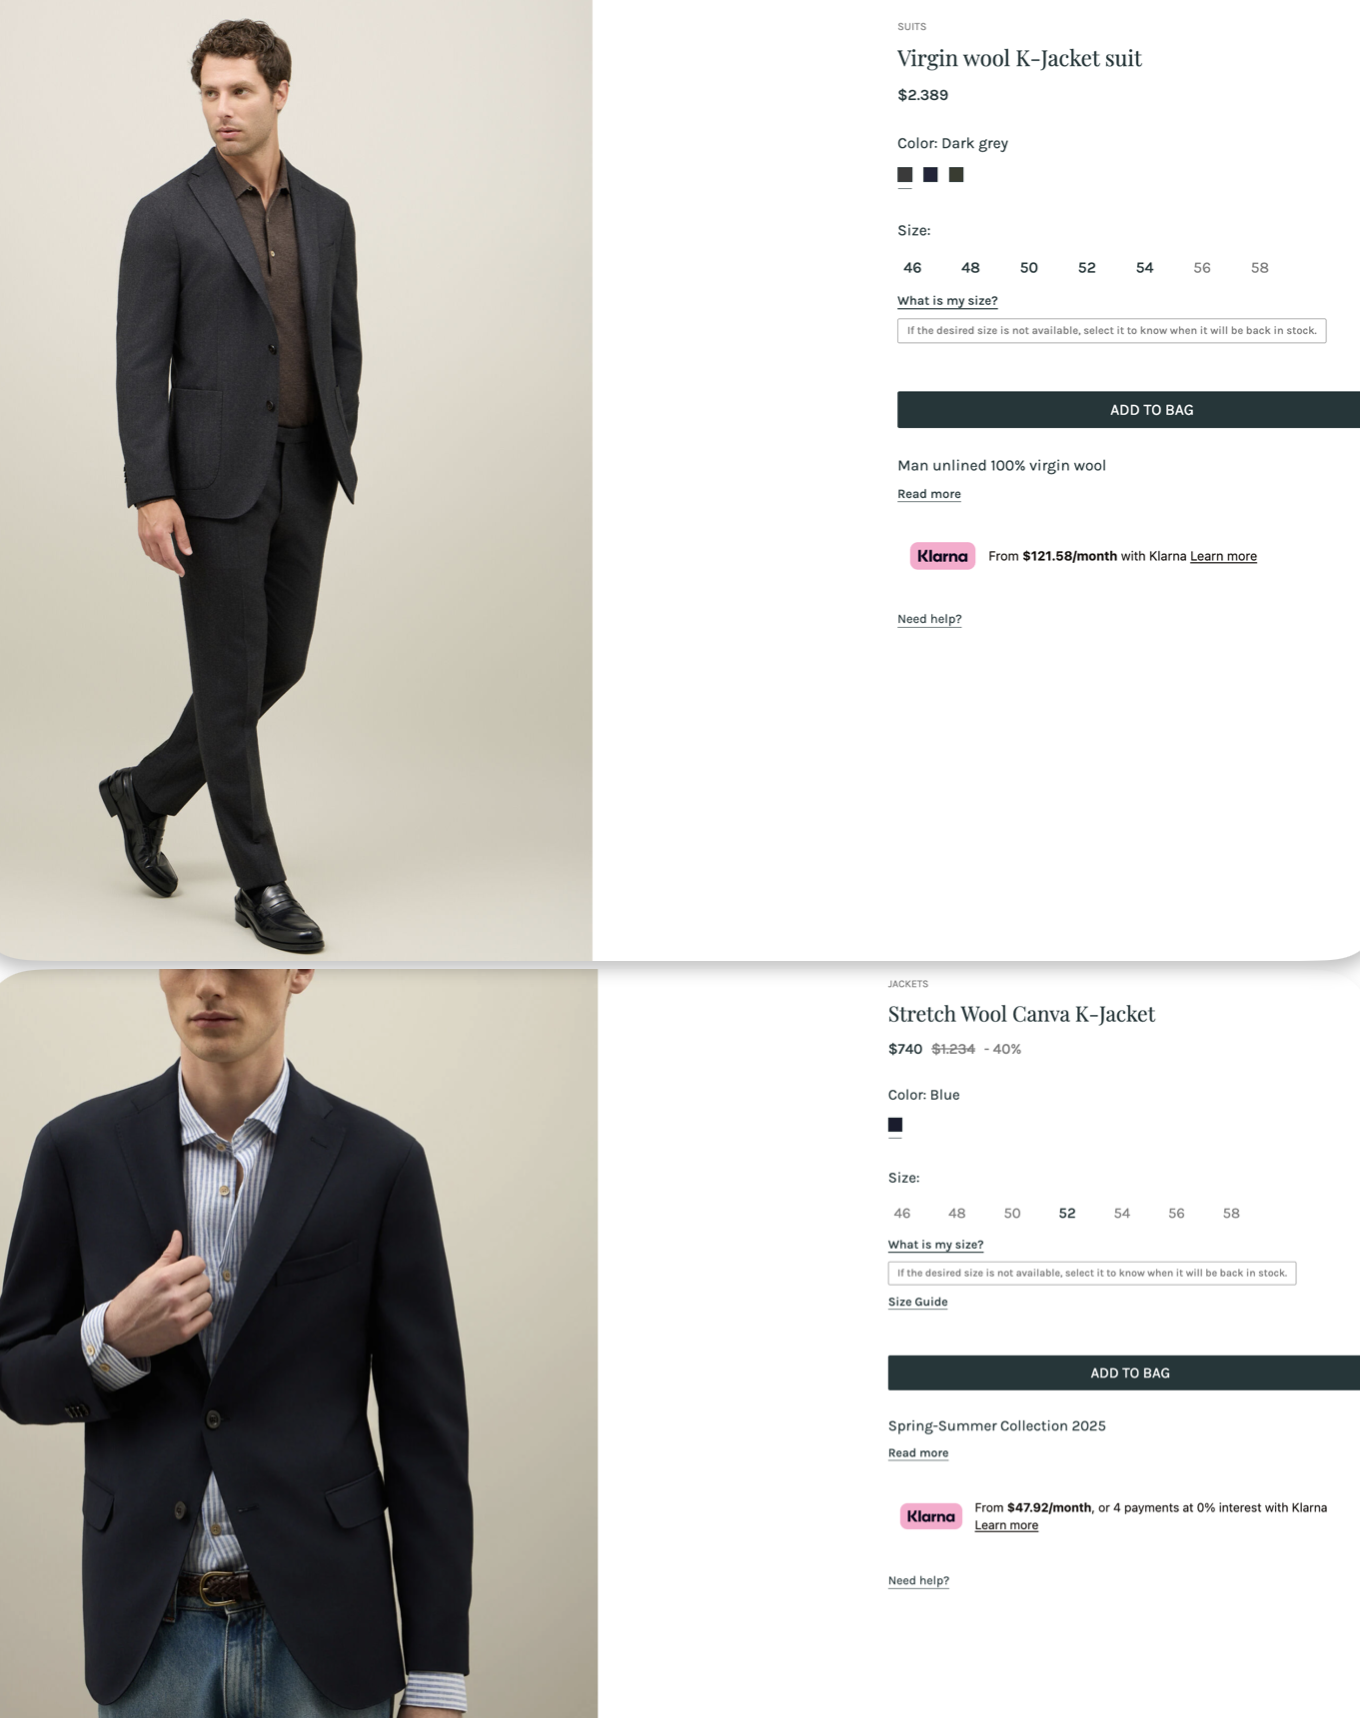 SUITS
Virgin wool K-Jacket suit
$2.389
Color: Dark grey
Size:
46 48 50 52 54 56 58
What is my size?
If the desired size is not available, select it to know when it will be back in stock.
ADD TO BAG
Man unlined 100% virgin wool
Read more
Klarna From $121.58/month with Klarna Learn more
Need help?
JACKETS
Stretch Wool Canva K-Jacket
$740 $1.234 - 40%
Color: Blue
Size:
46 48 50 52 54 56 58
What is my size?
If the desired size is not available, select it to know when it will be back in stock.
Size Guide
ADD TO BAG
Spring-Summer Collection 2025
Read more
Klarna From $47.92/month, or 4 payments at 0% interest with Klarna
Learn more
Need help?